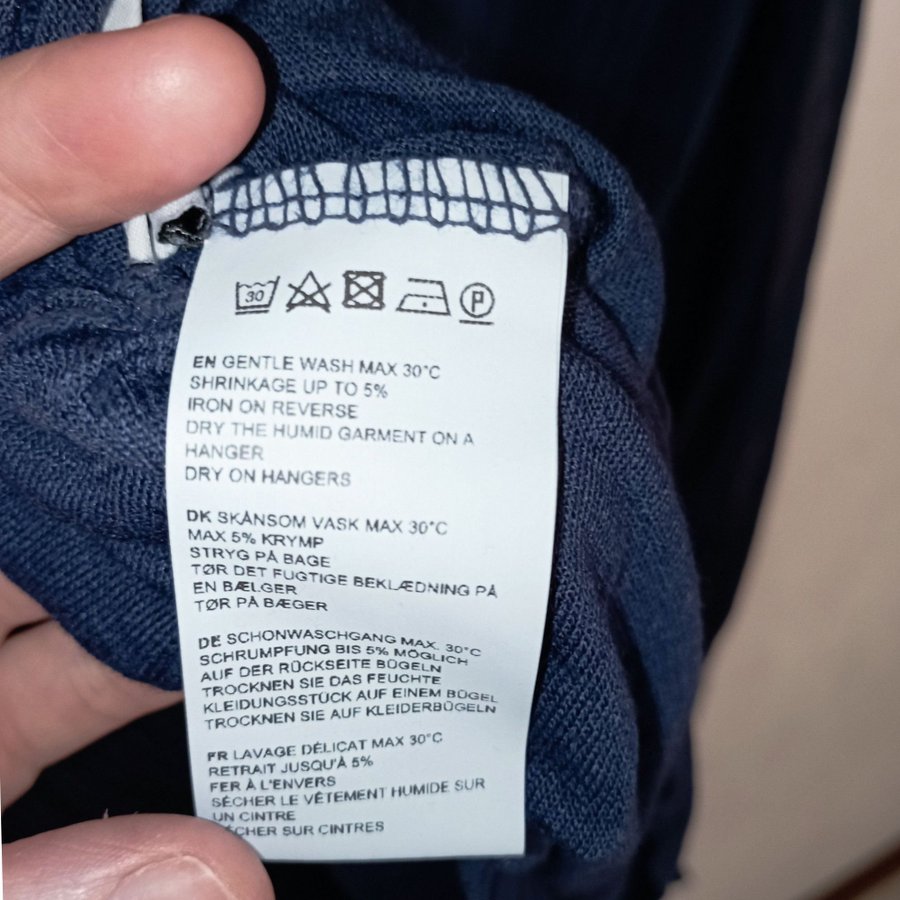 30 P
EN GENTLE WASH MAX 30°C
SHRINKAGE UP TO 5%
IRON ON REVERSE
DRY THE HUMID GARMENT ON A
HANGER
DRY ON HANGERS
DK SKÅNSOM VASK MAX 30°C
MAX 5% KRYMP
STRYG PÅ BAGE
TØR DET FUGTIGE BEKLÆDNING PÅ
EN BÆLGER
TØR PÅ BÆGER
DE SCHONWASCHGANG MAX. 30°C
SCHRUMPFUNG BIS 5% MÖGLICH
AUF DER RÜCKSEITE BÜGELN
TROCKNEN SIE DAS FEUCHTE
KLEIDUNGSSTÜCK AUF EINEM BÜGEL
TROCKNEN SIE AUF KLEIDERBÜGELN
FR LAVAGE DÉLICAT MAX 30°C
RETRAIT JUSQU'À 5%
FER À L'ENVERS
SÉCHER LE VÊTEMENT HUMIDE SUR
UN CINTRE
SÉCHER SUR CINTRES